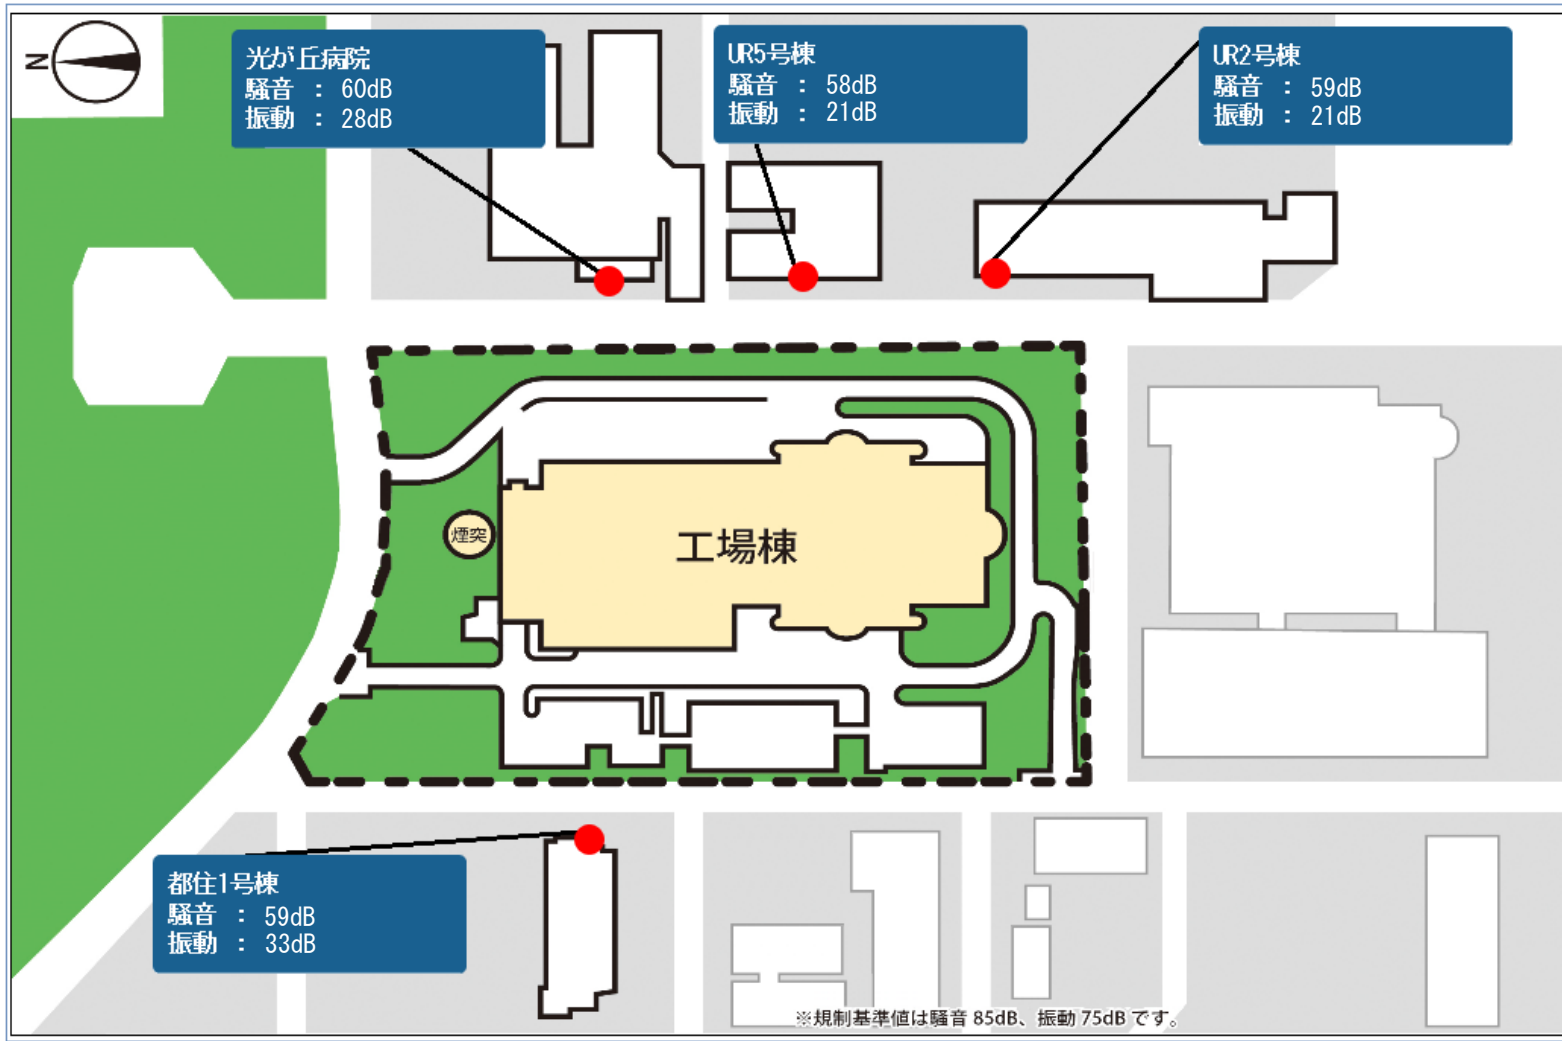 N
光が丘病院
騒音 : 60dB
振動 : 28dB
UR5号棟
騒音 : 58dB
振動 : 21dB
UR2号棟
騒音 : 59dB
振動 : 21dB
煙突
工場棟
都住1号棟
騒音 : 59dB
振動 : 33dB
※規制基準値は騒音 85dB、振動 75dB です。